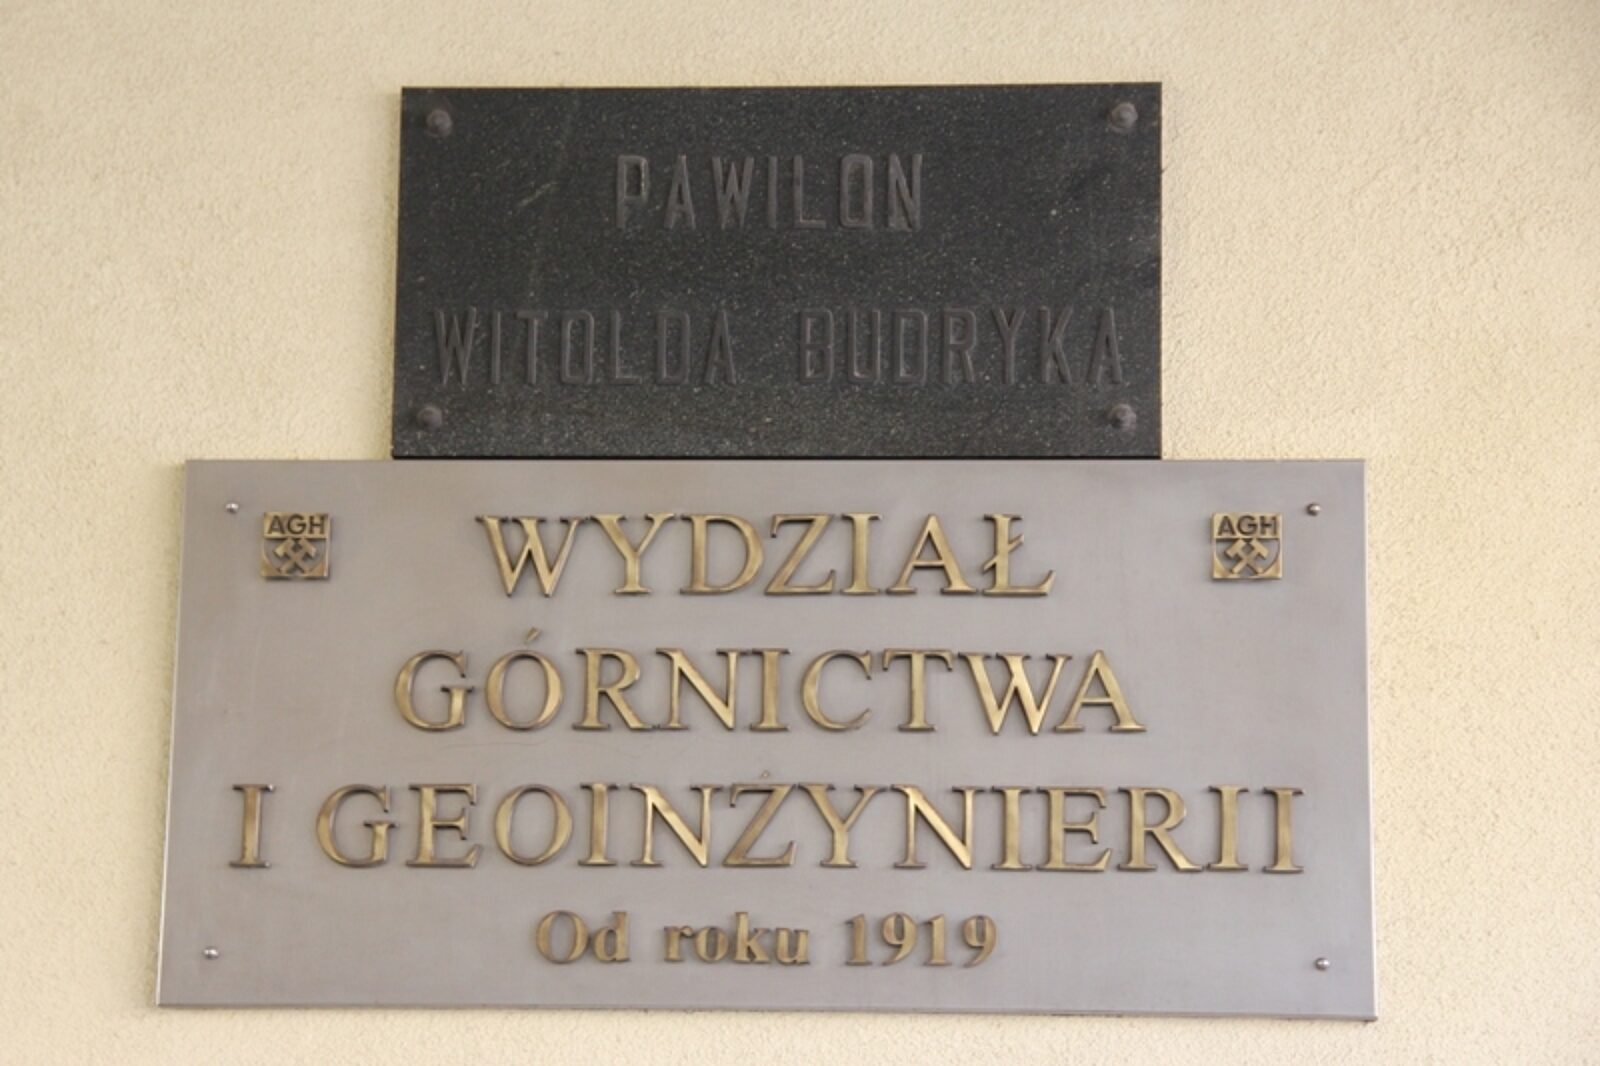 PAWILON
WITOLDA BUDRYKA
AGH
WYDZIAŁ
AGH
GÓRNICTWA
I GEOINŻYNIERII
Od roku 1919